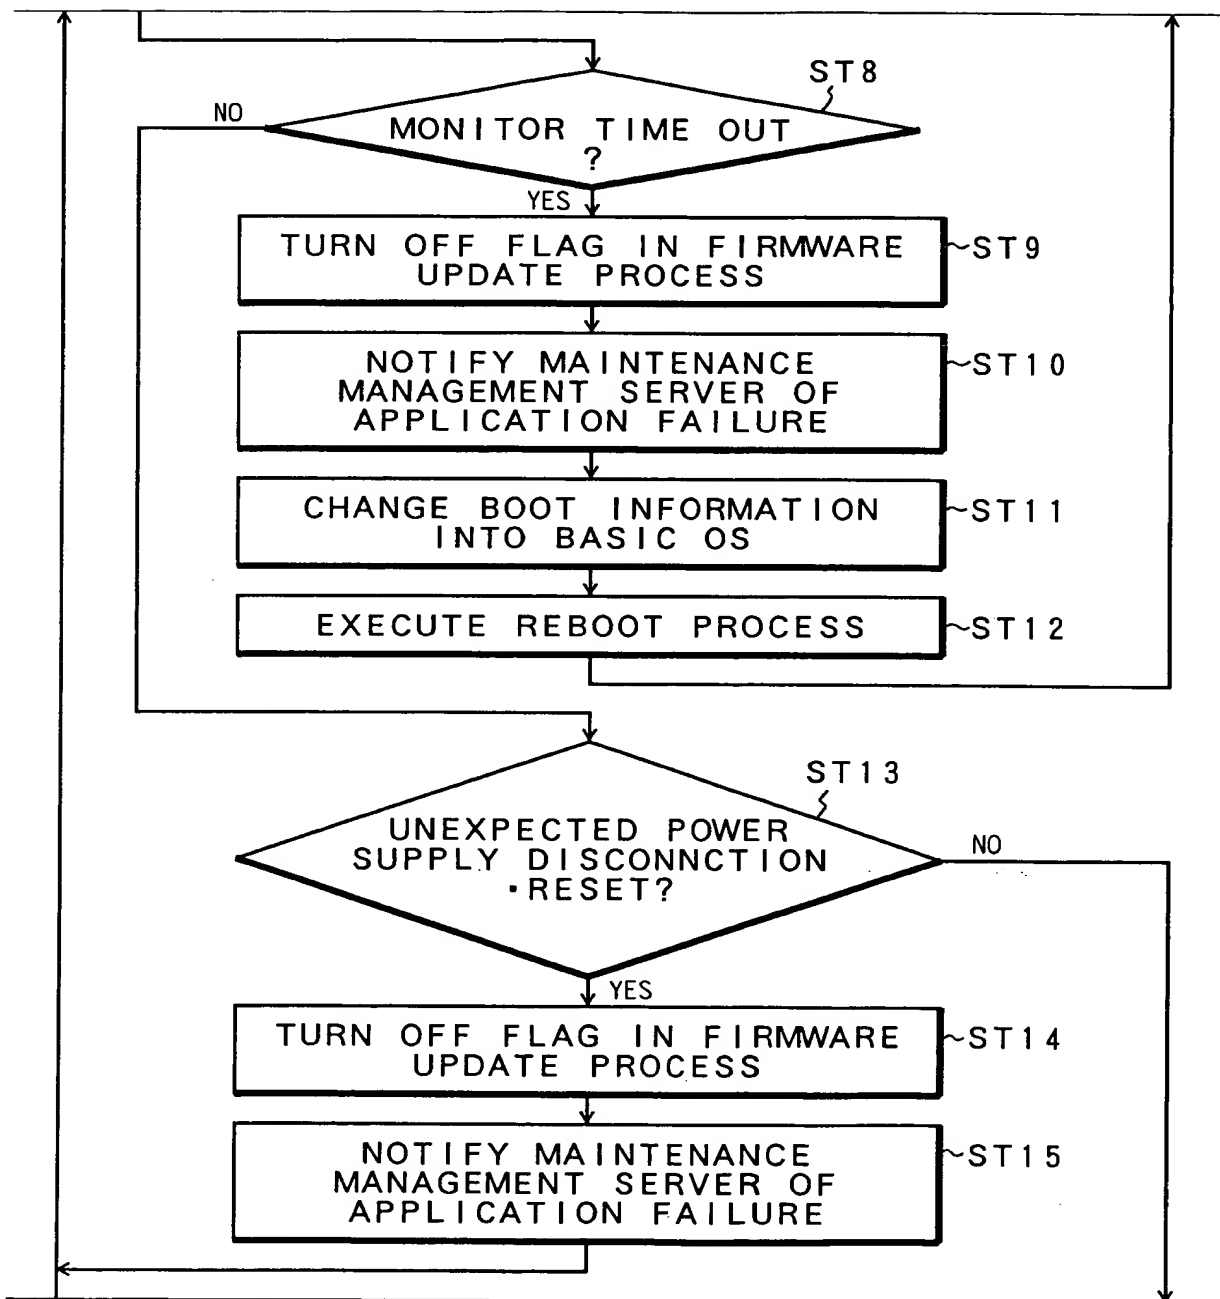 ST8
NO
MONITOR TIME OUT
?
YES
TURN OFF FLAG IN FIRMWARE
UPDATE PROCESS
ST9
NOTIFY MAINTENANCE
MANAGEMENT SERVER OF
APPLICATION FAILURE
ST10
CHANGE BOOT INFORMATION
INTO BASIC OS
ST11
EXECUTE REBOOT PROCESS
ST12
ST13
UNEXPECTED POWER
SUPPLY DISCONNCTION
・RESET?
NO
YES
TURN OFF FLAG IN FIRMWARE
UPDATE PROCESS
ST14
NOTIFY MAINTENANCE
MANAGEMENT SERVER OF
APPLICATION FAILURE
ST15